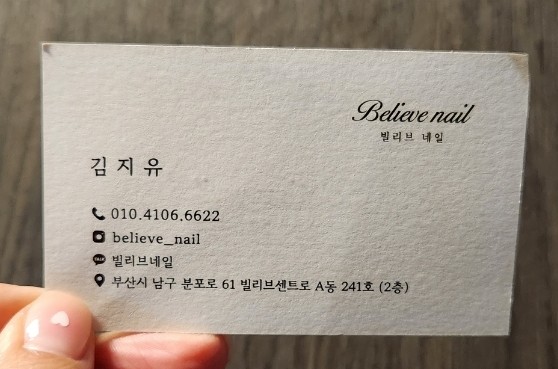 Believe nail
빌리브 네일
김지유
010.4106.6622
believe_nail
TALK 빌리브네일
부산시 남구 분포로 61 빌리브센트로 A동 241호 (2층)